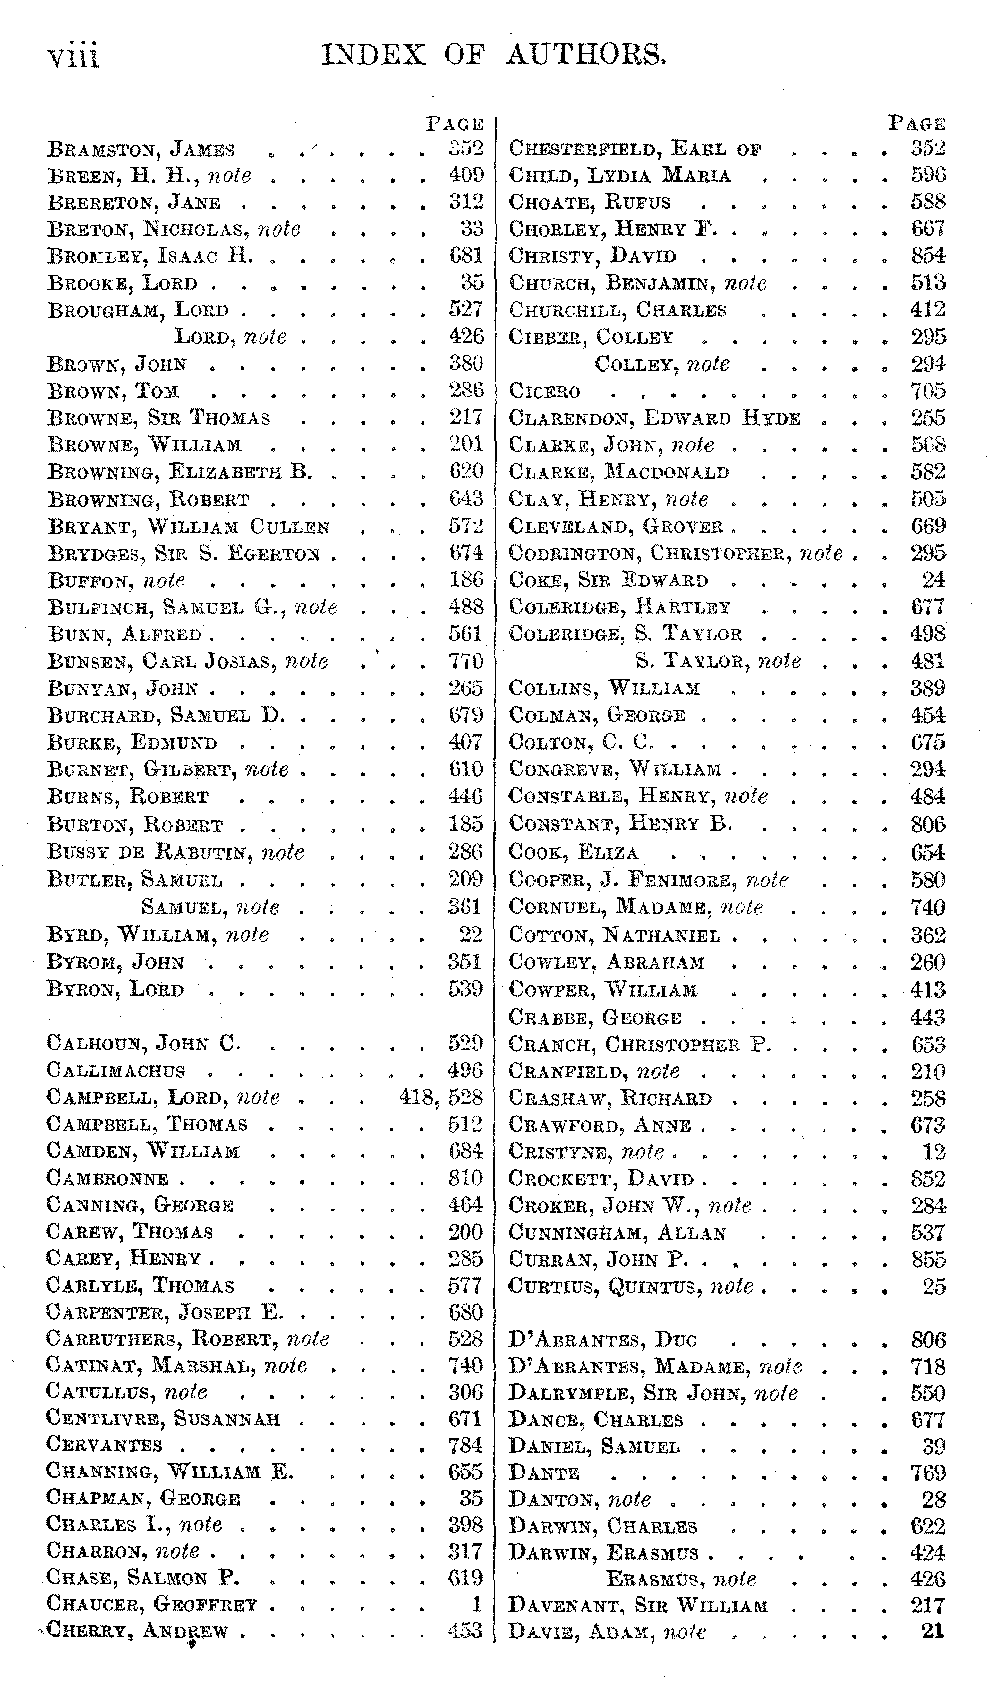 viii
INDEX OF AUTHORS.
PAGE
BRAMSTON, JAMES . . . . . . 352
BREEN, H. H., note . . . . . . 409
BRERETON, JANE . . . . . . . 312
BRETON, NICHOLAS, note . . . . 33
BROMLEY, ISAAC H. . . . . . . 681
BROOKE, LORD . . . . . . . . 35
BROUGHAM, LORD . . . . . . . 527
LORD, note . . . . . 426
BROWN, JOHN . . . . . . . . 380
BROWN, TOM . . . . . . . . 286
BROWNE, SIR THOMAS . . . . . 217
BROWNE, WILLIAM . . . . . . 201
BROWNING, ELIZABETH B. . . . . 620
BROWNING, ROBERT . . . . . . 643
BRYANT, WILLIAM CULLEN . . . 572
BRYDGES, SIR S. EGERTON . . . . 674
BUFFON, note . . . . . . . . 186
BULFINCH, SAMUEL G., note . . . 488
BUNN, ALFRED . . . . . . . . 561
BUNSEN, CARL JOSIAS, note . . . 770
BUNYAN, JOHN . . . . . . . . 265
BURCHARD, SAMUEL D. . . . . . 679
BURKE, EDMUND . . . . . . . 407
BURNET, GILBERT, note . . . . . 610
BURNS, ROBERT . . . . . . . 446
BURTON, ROBERT . . . . . . . 185
BUSSY DE RABUTIN, note . . . . 286
BUTLER, SAMUEL . . . . . . . 209
SAMUEL, note . . . . . 361
BYRD, WILLIAM, note . . . . . 22
BYROM, JOHN . . . . . . . . 351
BYRON, LORD . . . . . . . . 539
CALHOUN, JOHN C. . . . . . . 529
CALLIMACHUS . . . . . . . . 496
CAMPBELL, LORD, note . . . 418, 528
CAMPBELL, THOMAS . . . . . . 512
CAMDEN, WILLIAM . . . . . . 684
CAMBRONNE . . . . . . . . . 810
CANNING, GEORGE . . . . . . 464
CAREW, THOMAS . . . . . . . 200
CAREY, HENRY . . . . . . . . 285
CARLYLE, THOMAS . . . . . . 577
CARPENTER, JOSEPH E. . . . . . 680
CARRUTHERS, ROBERT, note . . . 528
CATINAT, MARSHAL, note . . . . 740
CATULLUS, note . . . . . . . 306
CENTLIVRE, SUSANNAH . . . . . 671
CERVANTES . . . . . . . . . 784
CHANNING, WILLIAM E. . . . . 655
CHAPMAN, GEORGE . . . . . . 35
CHARLES I., note . . . . . . . 398
CHARRON, note . . . . . . . . 317
CHASE, SALMON P. . . . . . . 619
CHAUCER, GEOFFREY . . . . . . 1
CHERRY, ANDREW . . . . . . . 453
PAGE
CHESTERFIELD, EARL OF . . . . 352
CHILD, LYDIA MARIA . . . . . 596
CHOATE, RUFUS . . . . . . . 588
CHORLEY, HENRY F. . . . . . . 667
CHRISTY, DAVID . . . . . . . 854
CHURCH, BENJAMIN, note . . . . 513
CHURCHILL, CHARLES . . . . . 412
CIBBER, COLLEY . . . . . . . 295
COLLEY, note . . . . . 294
CICERO . . . . . . . . . . 705
CLARENDON, EDWARD HYDE . . . 255
CLARKE, JOHN, note . . . . . . 568
CLARKE, MACDONALD . . . . . 582
CLAY, HENRY, note . . . . . . 505
CLEVELAND, GROVER . . . . . . 669
CODRINGTON, CHRISTOPHER, note . . 295
COKE, SIR EDWARD . . . . . . 24
COLERIDGE, HARTLEY . . . . . 677
COLERIDGE, S. TAYLOR . . . . . 498
S. TAYLOR, note . . . 481
COLLINS, WILLIAM . . . . . . 389
COLMAN, GEORGE . . . . . . . 454
COLTON, C. C. . . . . . . . . 675
CONGREVE, WILLIAM . . . . . . 294
CONSTABLE, HENRY, note . . . . 484
CONSTANT, HENRY B. . . . . . 806
COOK, ELIZA . . . . . . . . 654
COOPER, J. FENIMORE, note . . . 580
CORNUEL, MADAME, note . . . . 740
COTTON, NATHANIEL . . . . . . 362
COWLEY, ABRAHAM . . . . . . 260
COWPER, WILLIAM . . . . . . 413
CRABBE, GEORGE . . . . . . . 443
CRANCH, CHRISTOPHER P. . . . . 653
CRANFIELD, note . . . . . . . 210
CRASHAW, RICHARD . . . . . . 258
CRAWFORD, ANNE . . . . . . . 673
CRISTYNE, note . . . . . . . . 12
CROCKETT, DAVID . . . . . . . 852
CROKER, JOHN W., note . . . . . 284
CUNNINGHAM, ALLAN . . . . . 537
CURRAN, JOHN P. . . . . . . . 855
CURTIUS, QUINTUS, note . . . . . 25
D'ABRANTES, DUC . . . . . . 806
D'ABRANTES, MADAME, note . . . 718
DALRYMPLE, SIR JOHN, note . . . 550
DANCE, CHARLES . . . . . . . 677
DANIEL, SAMUEL . . . . . . . 39
DANTE . . . . . . . . . . 769
DANTON, note . . . . . . . . 28
DARWIN, CHARLES . . . . . . 622
DARWIN, ERASMUS . . . . . . 424
ERASMUS, note . . . . 426
DAVENANT, SIR WILLIAM . . . . 217
DAVIE, ADAM, note . . . . . . 21